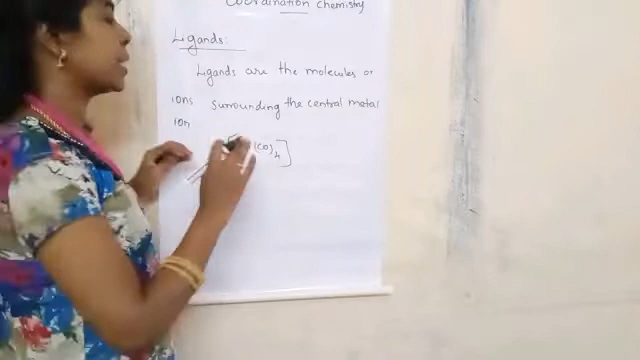 Coordination Chemistry
Ligands:
Ligands are the molecules or
ions surrounding the central metal
ion
(CO)4]